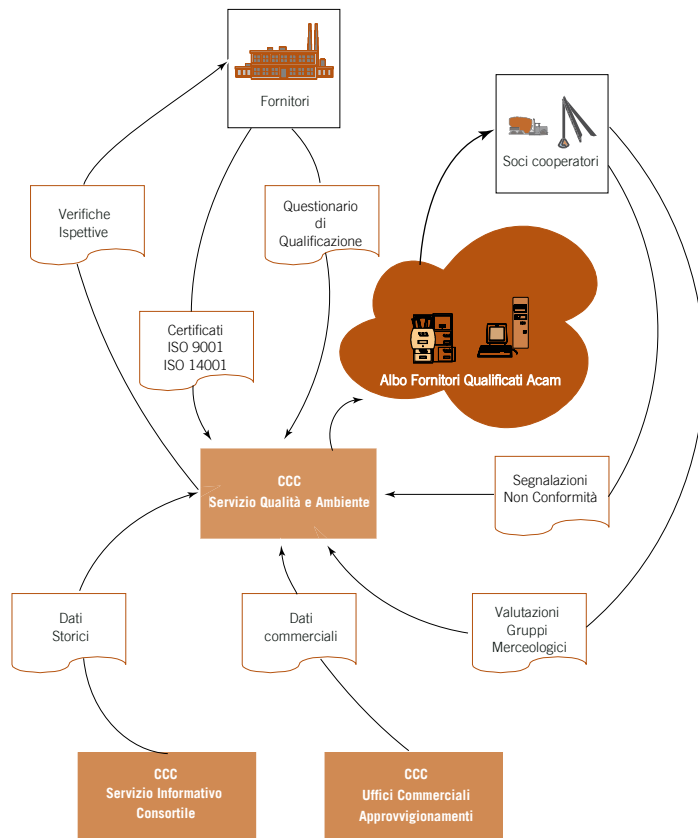 Fornitori
Soci cooperatori
Verifiche
Ispettive
Questionario
di
Qualificazione
Certificati
ISO 9001
ISO 14001
Albo Fornitori Qualificati Acam
CCC
Servizio Qualità e Ambiente
Segnalazioni
Non Conformità
Dati
Storici
Dati
commerciali
Valutazioni
Gruppi
Merceologici
CCC
Servizio Informativo
Consortile
CCC
Uffici Commerciali
Approvvigionamenti